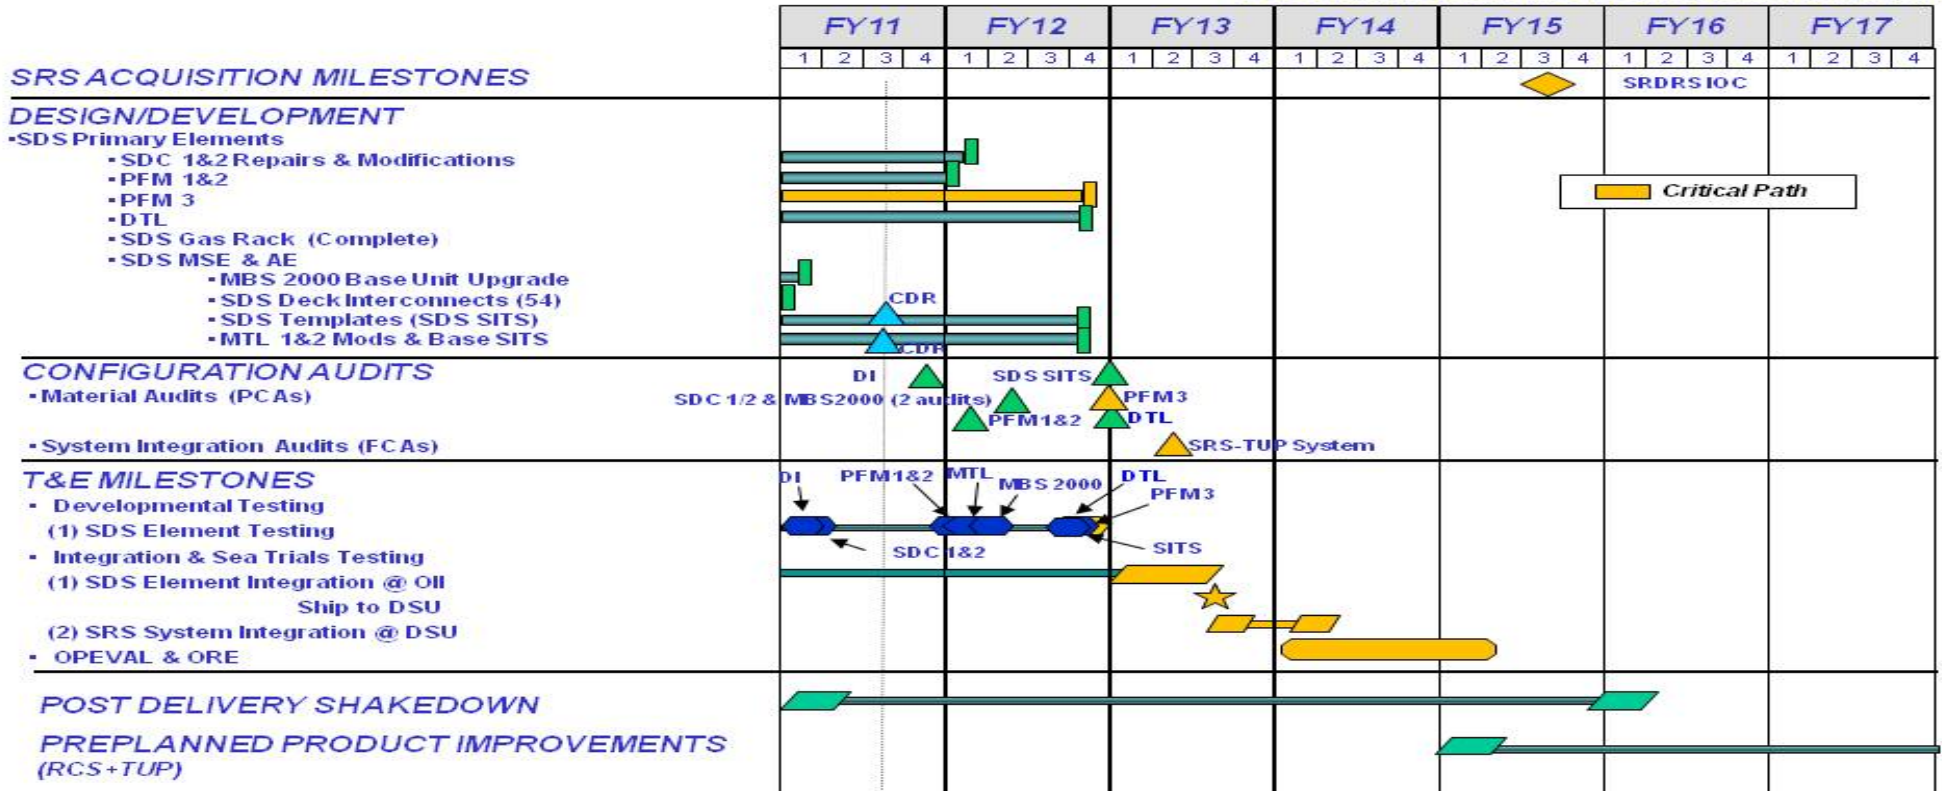 FY11 FY12 FY13 FY14 FY15 FY16 FY17
1 2 3 4 1 2 3 4 1 2 3 4 1 2 3 4 1 2 3 4 1 2 3 4 1 2 3 4
SRS ACQUISITION MILESTONES
SRDRS IOC
DESIGN/DEVELOPMENT
▪SDS Primary Elements
▪SDC 1&2 Repairs & Modifications
▪PFM 1&2
▪PFM 3
Critical Path
▪DTL
▪SDS Gas Rack (Complete)
▪SDS MSE & AE
▪MBS 2000 Base Unit Upgrade
▪SDS Deck Interconnects (54)
CDR
▪SDS Templates (SDS SITS)
▪MTL 1&2 Mods & Base SITS
CDR
CONFIGURATION AUDITS
DI
SDS SITS
▪Material Audits (PCAs)
SDC 1/2 & MBS2000 (2 audits)
PFM 3
PFM 1&2
DTL
▪System Integration Audits (FCAs)
SRS-TUP System
T&E MILESTONES
DI
PFM 1&2
MTL
MBS 2000
DTL
PFM 3
▪ Developmental Testing
(1) SDS Element Testing
SDC 1&2
SITS
▪ Integration & Sea Trials Testing
(1) SDS Element Integration @ OII
Ship to DSU
(2) SRS System Integration @ DSU
▪ OPEVAL & ORE
POST DELIVERY SHAKEDOWN
PREPLANNED PRODUCT IMPROVEMENTS
(RCS+TUP)